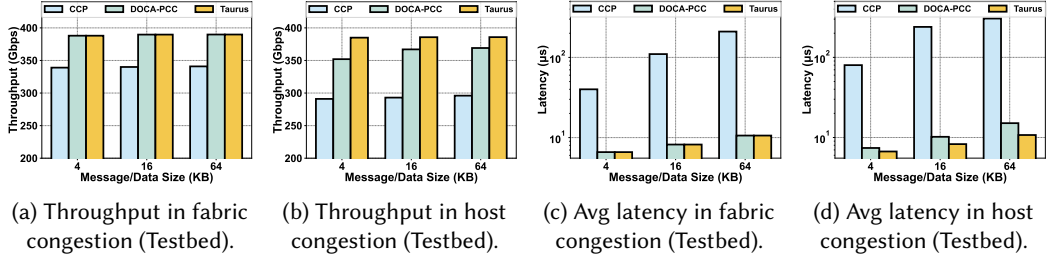 CCP DOCA-PCC Taurus
Throughput (Gbps)
400
350
300
250
200
4 16 64
Message/Data Size (KB)
(a) Throughput in fabric
congestion (Testbed).
CCP DOCA-PCC Taurus
Throughput (Gbps)
400
350
300
250
200
4 16 64
Message/Data Size (KB)
(b) Throughput in host
congestion (Testbed).
CCP DOCA-PCC Taurus
Latency (μs)
10²
10¹
4 16 64
Message/Data Size (KB)
(c) Avg latency in fabric
congestion (Testbed).
CCP DOCA-PCC Taurus
Latency (μs)
10²
10¹
4 16 64
Message/Data Size (KB)
(d) Avg latency in host
congestion (Testbed).